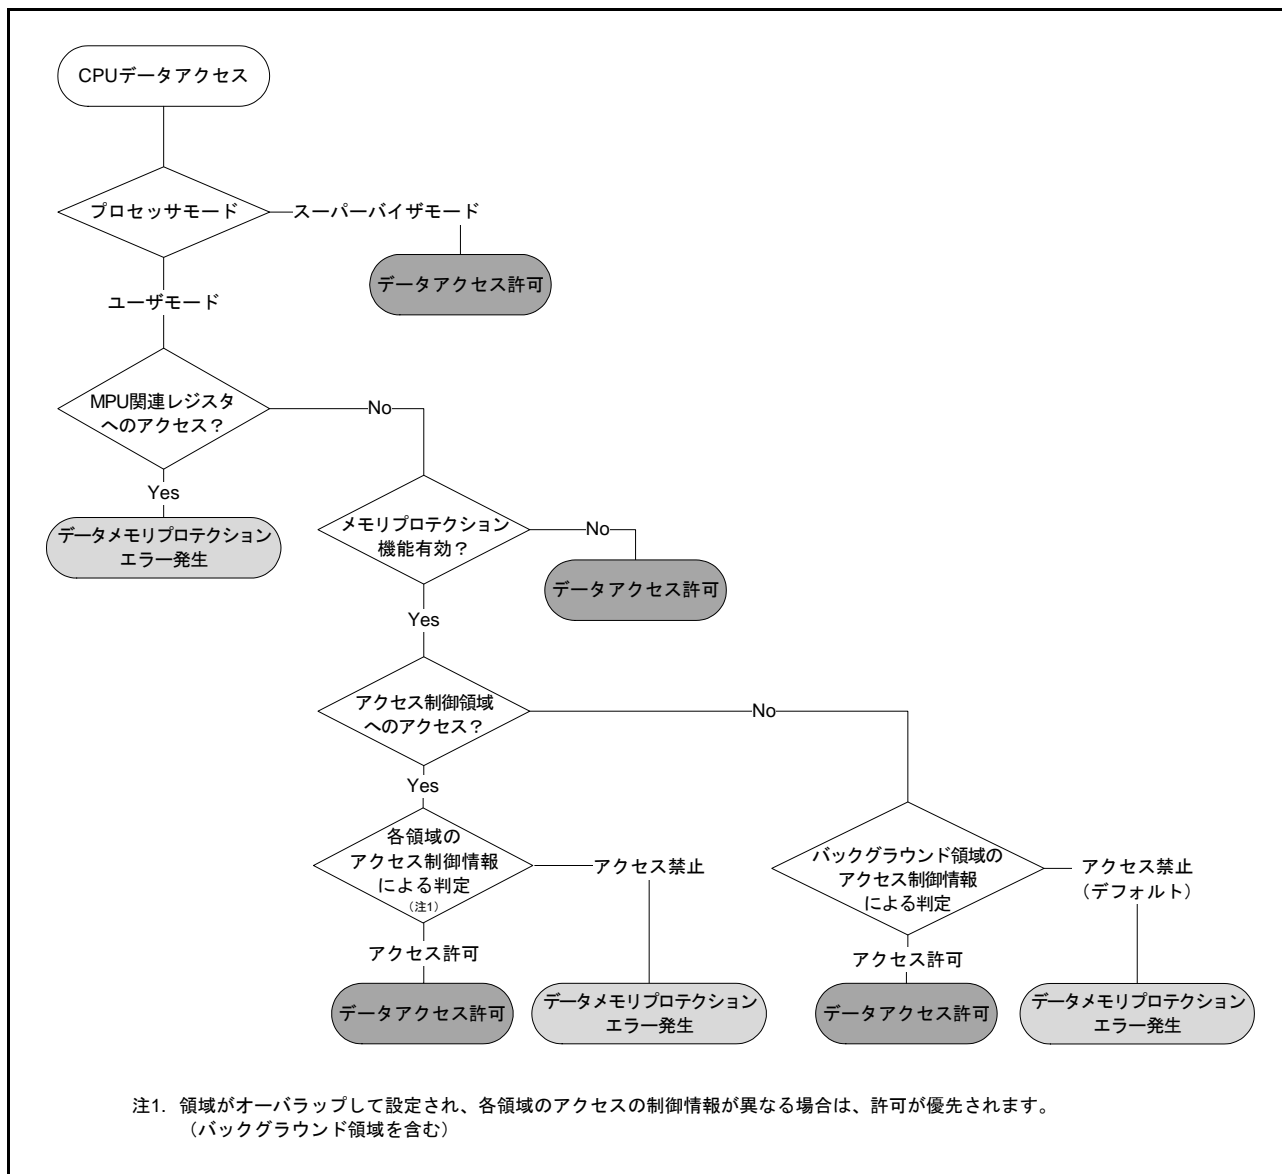 CPUデータアクセス
プロセッサモード
スーパーバイザモード
データアクセス許可
ユーザモード
MPU関連レジスタ
へのアクセス？
No
Yes
データメモリプロテクション
エラー発生
メモリプロテクション
機能有効？
No
データアクセス許可
Yes
アクセス制御領域
へのアクセス？
No
Yes
各領域の
アクセス制御情報
による判定
（注1）
アクセス禁止
バックグラウンド領域の
アクセス制御情報
による判定
アクセス禁止
（デフォルト）
アクセス許可
アクセス許可
データアクセス許可
データメモリプロテクション
エラー発生
データアクセス許可
データメモリプロテクション
エラー発生
注1. 領域がオーバラップして設定され、各領域のアクセスの制御情報が異なる場合は、許可が優先されます。
（バックグラウンド領域を含む）